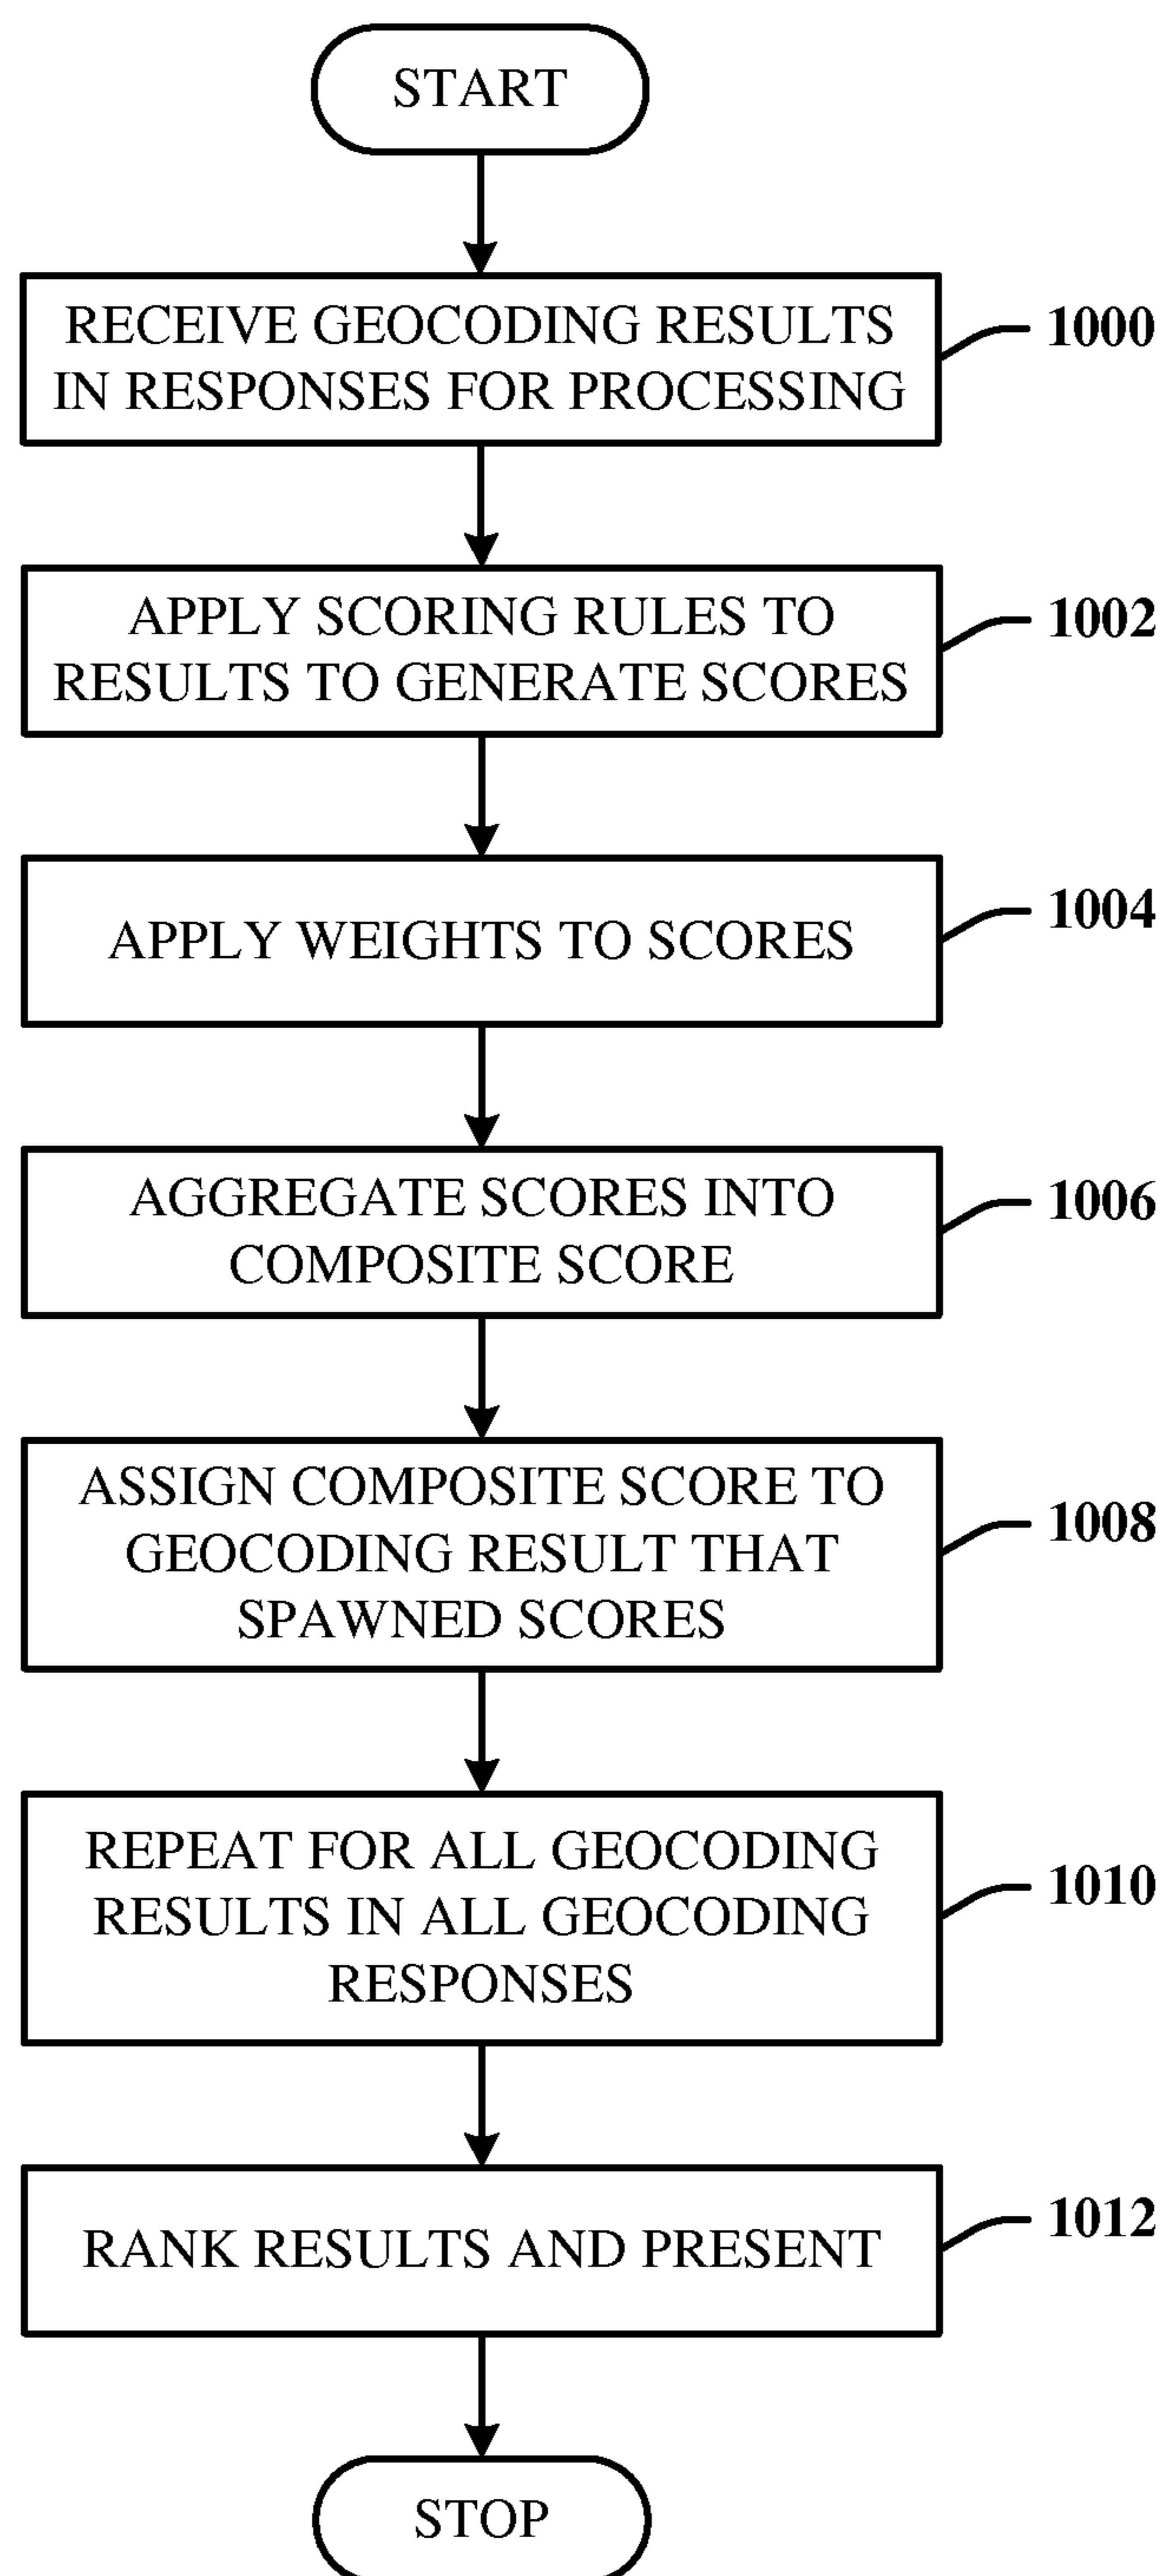 START
RECEIVE GEOCODING RESULTS
IN RESPONSES FOR PROCESSING
1000
APPLY SCORING RULES TO
RESULTS TO GENERATE SCORES
1002
APPLY WEIGHTS TO SCORES
1004
AGGREGATE SCORES INTO
COMPOSITE SCORE
1006
ASSIGN COMPOSITE SCORE TO
GEOCODING RESULT THAT
SPAWNED SCORES
1008
REPEAT FOR ALL GEOCODING
RESULTS IN ALL GEOCODING
RESPONSES
1010
RANK RESULTS AND PRESENT
1012
STOP